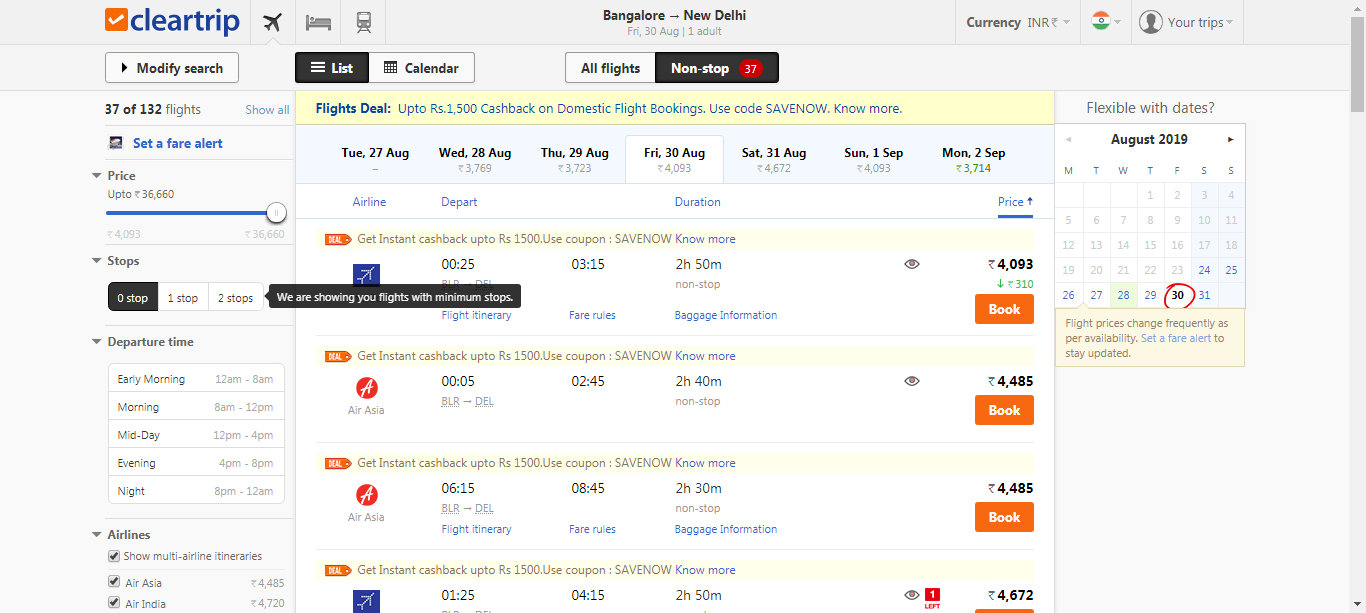 cleartrip
Bangalore → New Delhi
Fri, 30 Aug | 1 adult
Currency INR ₹
Your trips
Modify search
List
Calendar
All flights
Non-stop 37
37 of 132 flights
Show all
Set a fare alert
Price
Upto ₹ 36,660
₹ 4,093
₹ 36,660
Stops
0 stop
1 stop
2 stops
We are showing you flights with minimum stops.
Departure time
Early Morning 12am - 8am
Morning 8am - 12pm
Mid-Day 12pm - 4pm
Evening 4pm - 8pm
Night 8pm - 12am
Airlines
Show multi-airline itineraries
Air Asia ₹ 4,485
Air India ₹ 4,720
Flights Deal: Upto Rs.1,500 Cashback on Domestic Flight Bookings. Use code SAVENOW. Know more.
Tue, 27 Aug
–
Wed, 28 Aug
₹ 3,769
Thu, 29 Aug
₹ 3,723
Fri, 30 Aug
₹ 4,093
Sat, 31 Aug
₹ 4,672
Sun, 1 Sep
₹ 4,093
Mon, 2 Sep
₹ 3,714
Airline Depart Duration Price
DEAL Get Instant cashback upto Rs 1500.Use coupon : SAVENOW Know more
00:25 03:15 2h 50m ₹ 4,093
non-stop ₹ 310
Book
Flight itinerary Fare rules Baggage Information
DEAL Get Instant cashback upto Rs 1500.Use coupon : SAVENOW Know more
00:05 02:45 2h 40m ₹ 4,485
Air Asia BLR → DEL non-stop
Book
DEAL Get Instant cashback upto Rs 1500.Use coupon : SAVENOW Know more
06:15 08:45 2h 30m ₹ 4,485
Air Asia BLR → DEL non-stop
Book
Flight itinerary Fare rules Baggage Information
DEAL Get Instant cashback upto Rs 1500.Use coupon : SAVENOW Know more
01:25 04:15 2h 50m 1 LEFT ₹ 4,672
Flexible with dates?
August 2019
M T W T F S S
1 2 3 4
5 6 7 8 9 10 11
12 13 14 15 16 17 18
19 20 21 22 23 24 25
26 27 28 29 30 31
Flight prices change frequently as
per availability. Set a fare alert to
stay updated.